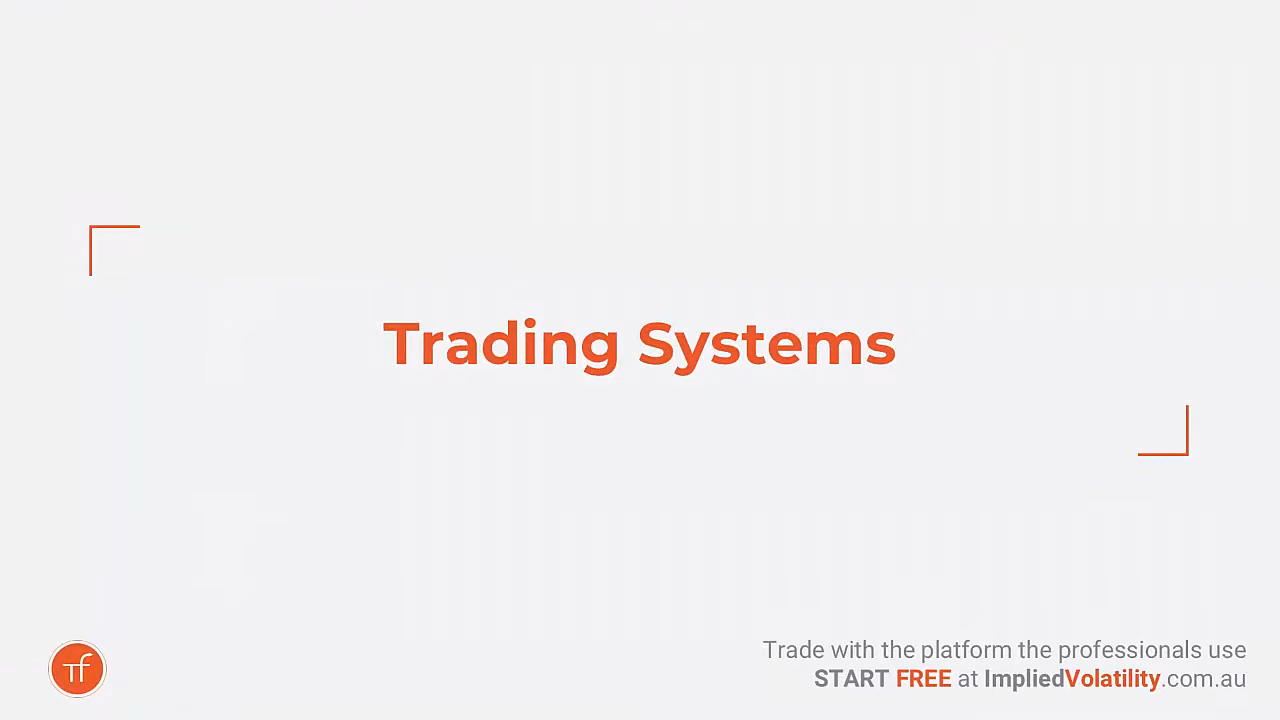 Trading Systems
Trade with the platform the professionals use
START FREE at ImpliedVolatility.com.au